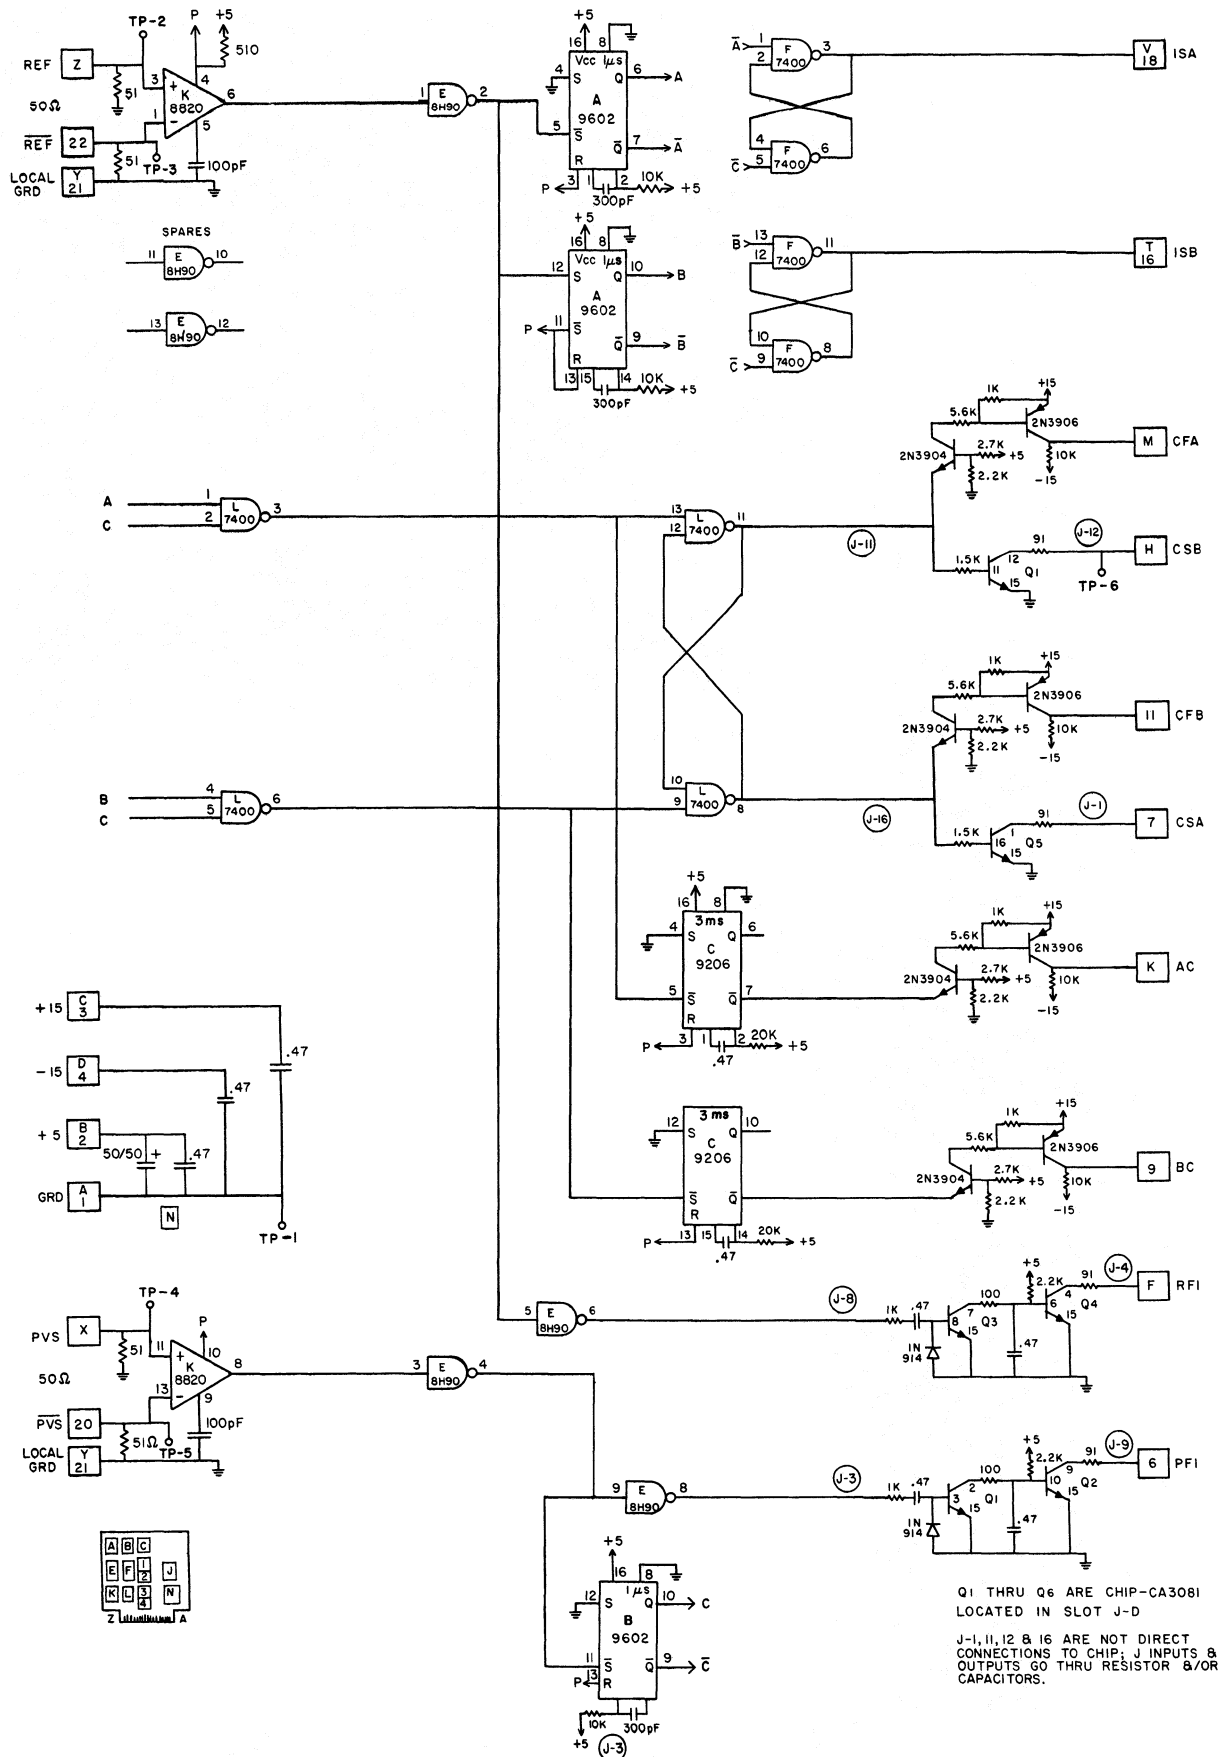 TP-2
P
+5
510
REF
Z
51
3
+
4
K
8820
6
50Ω
1
−
5
REF
22
51
TP-3
100pF
LOCAL
GRD
Y
21
1
E
8H90
2
+5
16
8
Vcc 1μs
4
S
Q
6
A
A
9602
5
S
Q
7
A
R
P
3
1
2
10K
+5
300pF
A
1
2
F
7400
3
V
18
ISA
4
C
5
F
7400
6
SPARES
11
E
8H90
10
13
E
8H90
12
+5
16
8
Vcc 1μs
12
S
Q
10
B
A
9602
P
11
S
Q
9
B
R
13
15
14
10K
+5
300pF
B
13
12
F
7400
11
T
16
ISB
10
C
9
F
7400
8
1K
+15
5.6K
2N3906
2N3904
2.7K
+5
2.2K
10K
-15
M
CFA
A
1
C
2
L
7400
3
13
12
L
7400
11
J-11
1.5K
11
12
15
Q1
91
J-12
TP-6
H
CSB
1K
+15
5.6K
2N3906
2N3904
2.7K
+5
2.2K
10K
-15
11
CFB
B
4
C
5
L
7400
6
10
9
L
7400
8
J-16
1.5K
16
1
15
Q5
91
J-1
7
CSA
+5
16
8
3ms
4
S
Q
6
C
9206
5
S
Q
7
R
P
3
1
2
20K
+5
.47
1K
+15
5.6K
2N3906
2N3904
2.7K
+5
2.2K
10K
-15
K
AC
+15
C
3
.47
-15
D
4
.47
+5
B
2
50/50
+
.47
GRD
A
1
N
TP-1
3ms
12
S
Q
10
C
9206
S
Q
R
P
13
15
14
20K
+5
.47
1K
+15
5.6K
2N3906
2N3904
2.7K
+5
2.2K
10K
-15
9
BC
5
E
8H90
6
J-8
1K
.47
8
7
15
Q3
1N
914
100
.47
+5
2.2K
6
4
15
Q4
91
J-4
F
RFI
TP-4
P
PVS
X
51
11
+
10
K
8820
8
50Ω
13
−
9
PVS
20
51Ω
TP-5
100pF
LOCAL
GRD
Y
21
3
E
8H90
4
9
E
8H90
8
J-3
1K
.47
3
2
15
Q1
1N
914
100
.47
+5
2.2K
10
9
15
Q2
91
J-9
6
PFI
+5
16
8
1μs
12
S
Q
10
C
B
9602
11
S
Q
9
C
P
13
R
+5
10K
300pF
J-3
A B C
E F 1 2 J
K L 3 4 N
Z
A
Q1 THRU Q6 ARE CHIP-CA3081
LOCATED IN SLOT J-D
J-1, 11, 12 & 16 ARE NOT DIRECT
CONNECTIONS TO CHIP; J INPUTS &
OUTPUTS GO THRU RESISTOR &/OR
CAPACITORS.